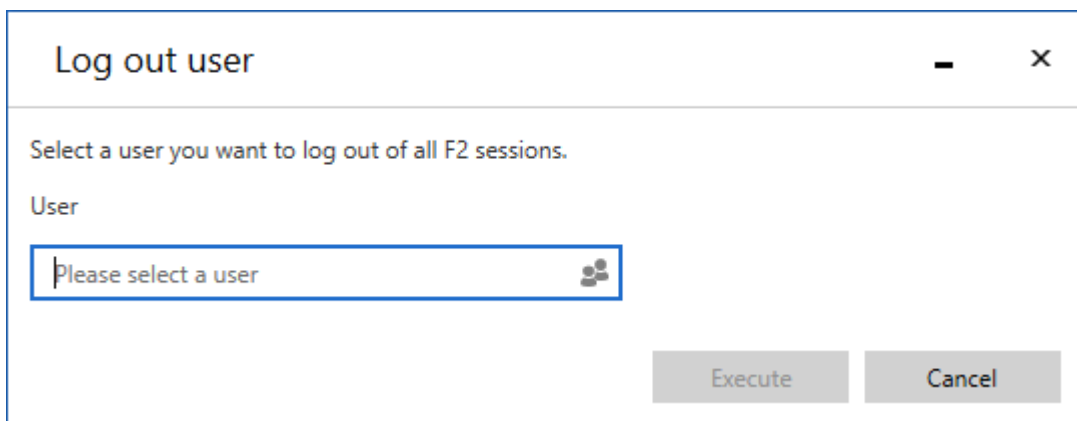 Log out user
Select a user you want to log out of all F2 sessions.
User
Please select a user
Execute
Cancel